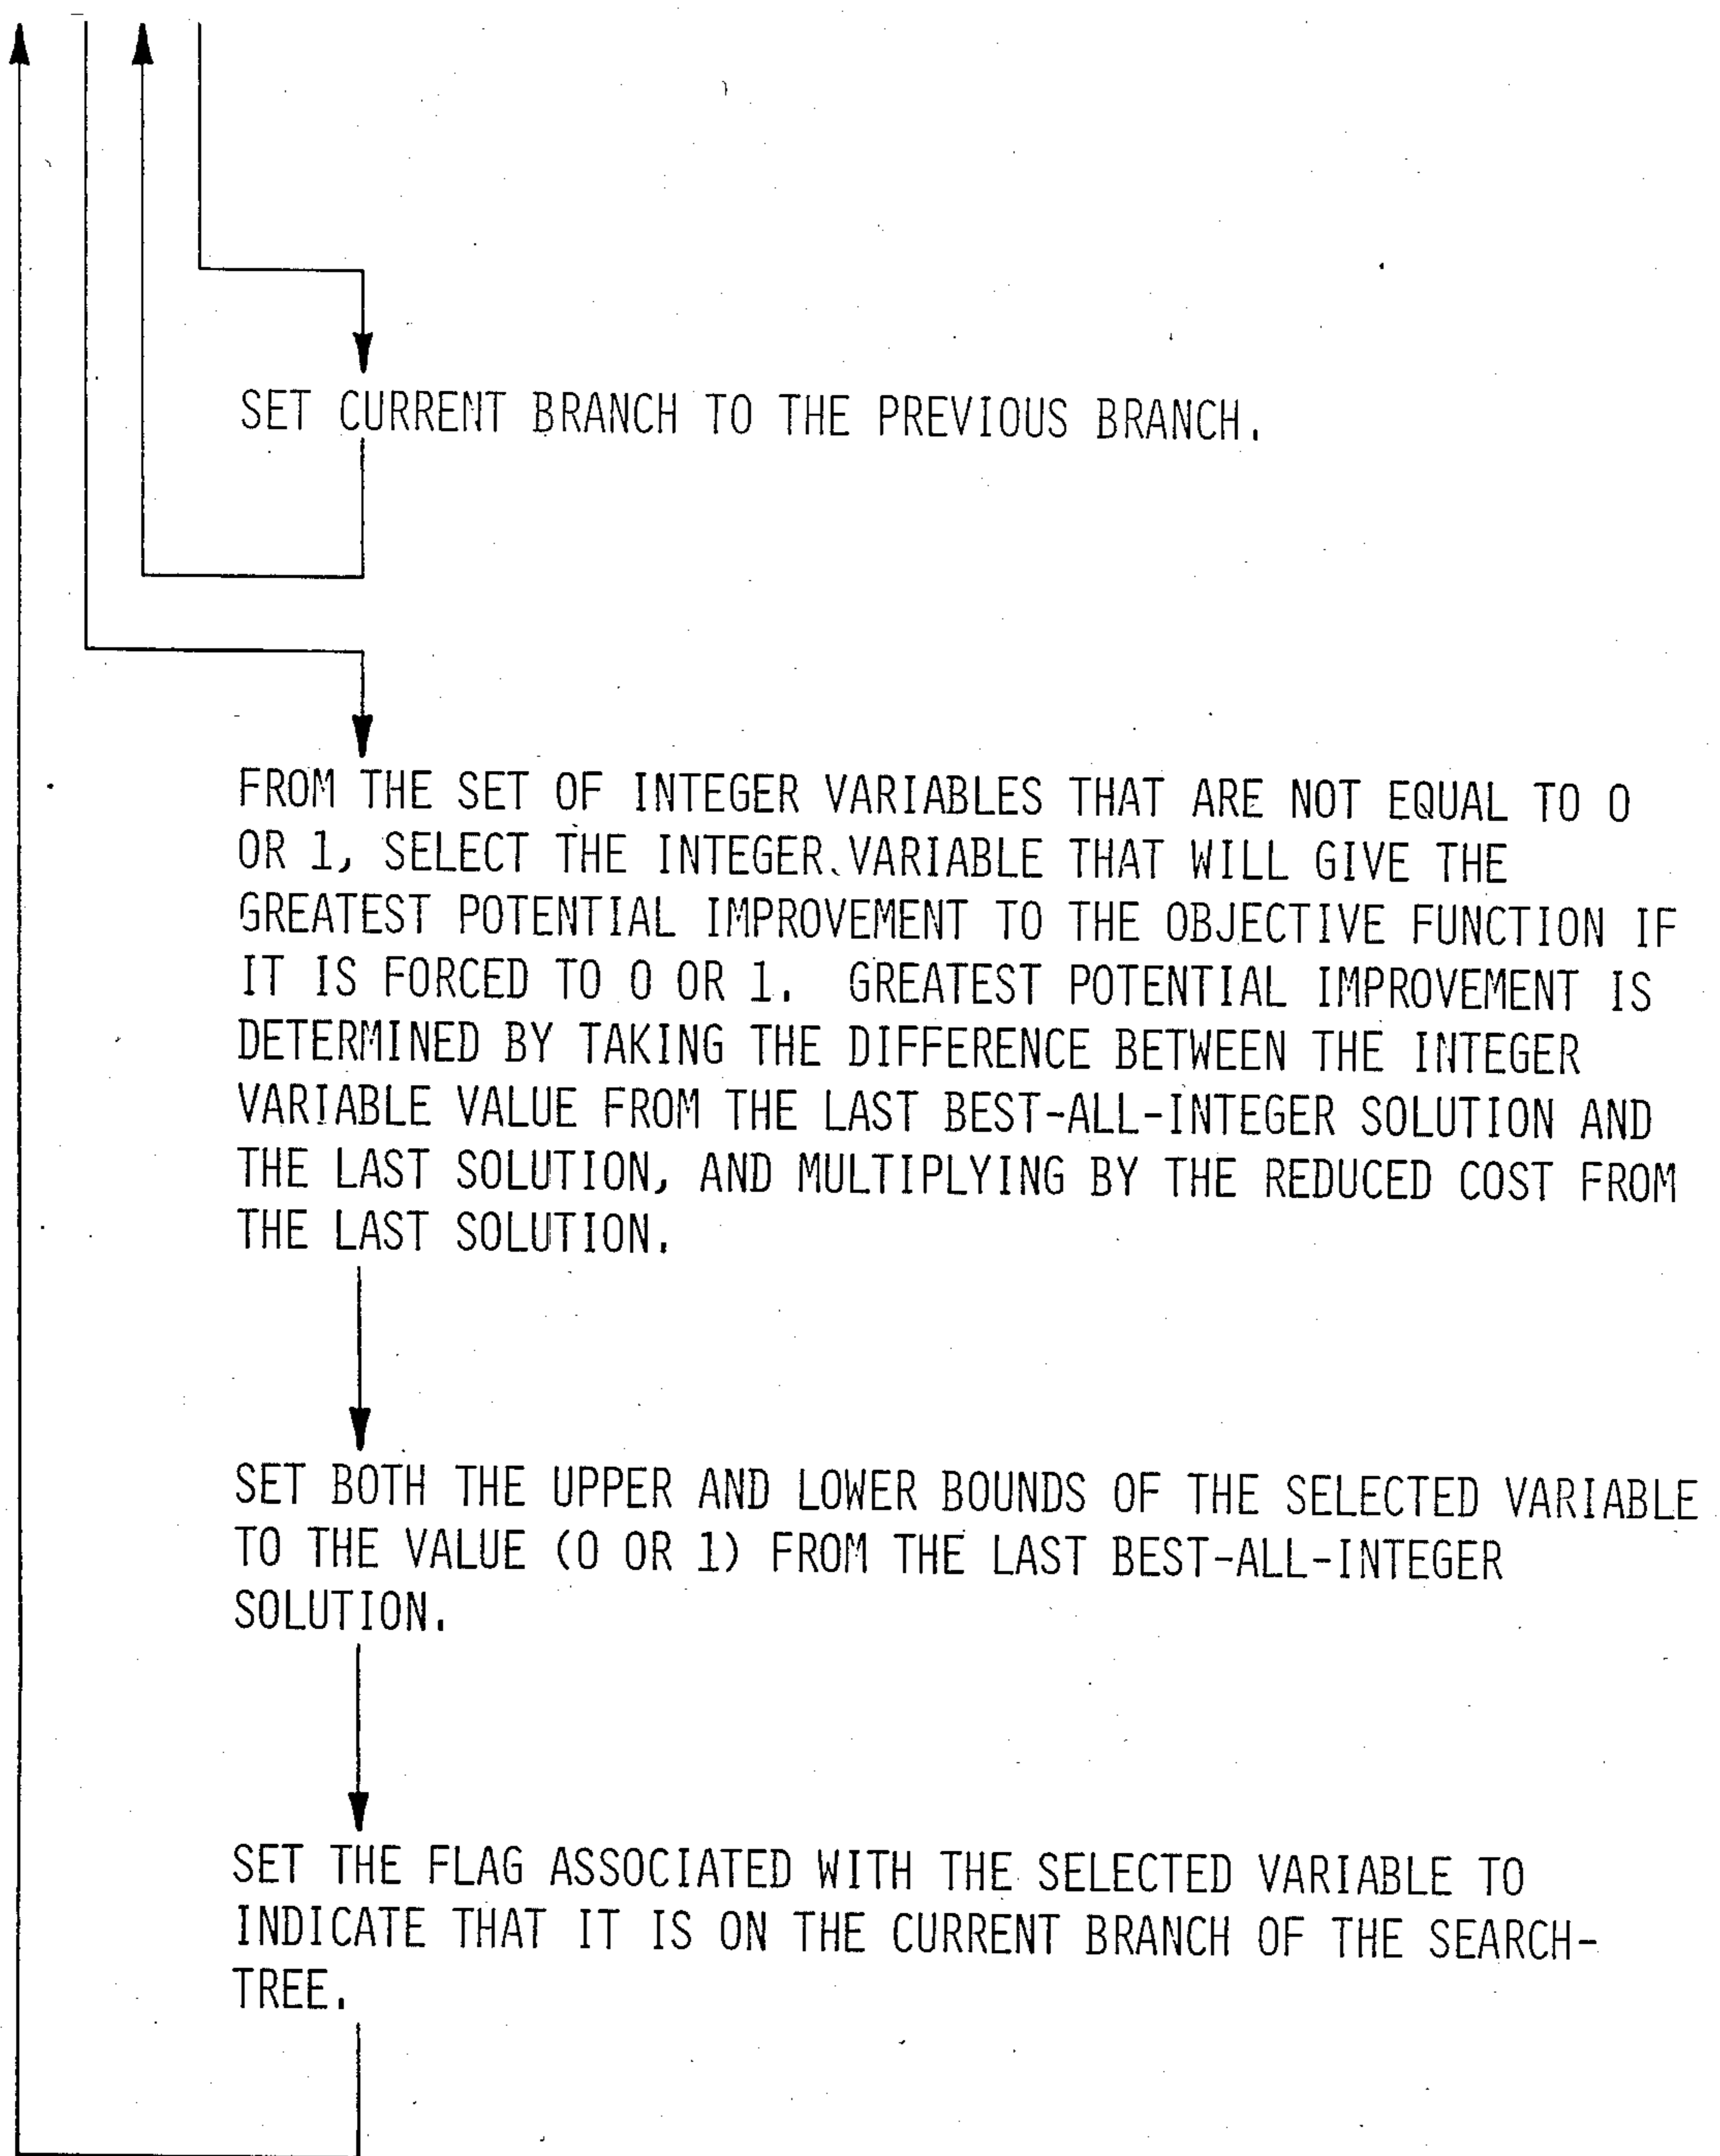 SET CURRENT BRANCH TO THE PREVIOUS BRANCH.
FROM THE SET OF INTEGER VARIABLES THAT ARE NOT EQUAL TO 0
OR 1, SELECT THE INTEGER VARIABLE THAT WILL GIVE THE
GREATEST POTENTIAL IMPROVEMENT TO THE OBJECTIVE FUNCTION IF
IT IS FORCED TO 0 OR 1. GREATEST POTENTIAL IMPROVEMENT IS
DETERMINED BY TAKING THE DIFFERENCE BETWEEN THE INTEGER
VARIABLE VALUE FROM THE LAST BEST-ALL-INTEGER SOLUTION AND
THE LAST SOLUTION, AND MULTIPLYING BY THE REDUCED COST FROM
THE LAST SOLUTION.
SET BOTH THE UPPER AND LOWER BOUNDS OF THE SELECTED VARIABLE
TO THE VALUE (0 OR 1) FROM THE LAST BEST-ALL-INTEGER
SOLUTION.
SET THE FLAG ASSOCIATED WITH THE SELECTED VARIABLE TO
INDICATE THAT IT IS ON THE CURRENT BRANCH OF THE SEARCH-
TREE.